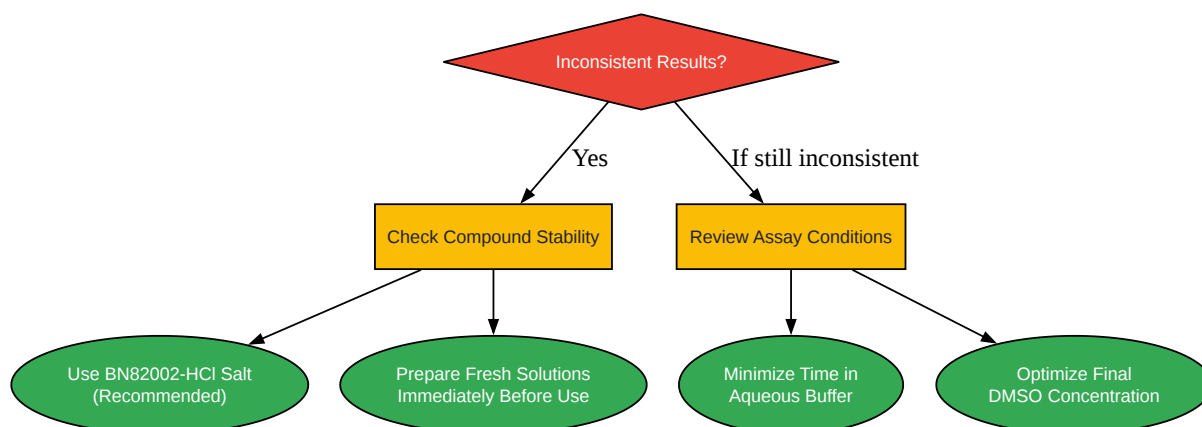 Inconsistent Results?
Yes
If still inconsistent
Check Compound Stability
Review Assay Conditions
Use BN82002-HCl Salt
(Recommended)
Prepare Fresh Solutions
Immediately Before Use
Minimize Time in
Aqueous Buffer
Optimize Final
DMSO Concentration